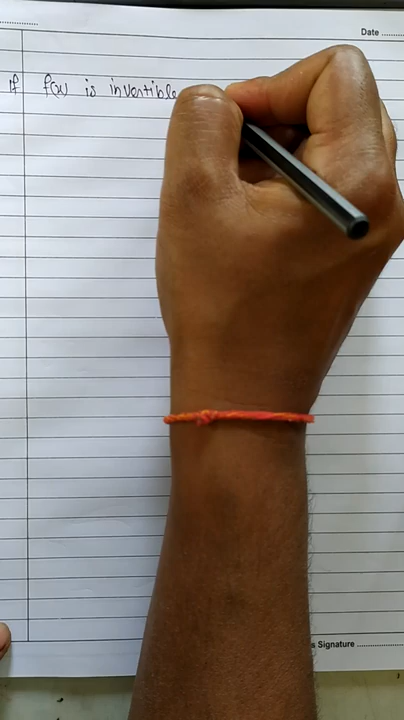 Date ..........
If f(x) is invertible
s Signature ..........